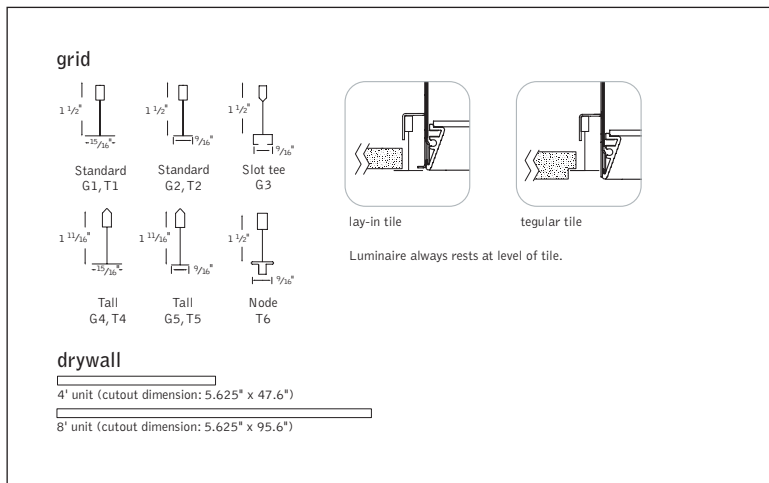 grid
1 1/2"
15/16"
Standard
G1, T1
1 1/2"
9/16"
Standard
G2, T2
1 1/2"
9/16"
Slot tee
G3
lay-in tile
tegular tile
Luminaire always rests at level of tile.
1 11/16"
15/16"
Tall
G4, T4
1 11/16"
9/16"
Tall
G5, T5
1 1/2"
9/16"
Node
T6
drywall
4' unit (cutout dimension: 5.625" x 47.6")
8' unit (cutout dimension: 5.625" x 95.6")